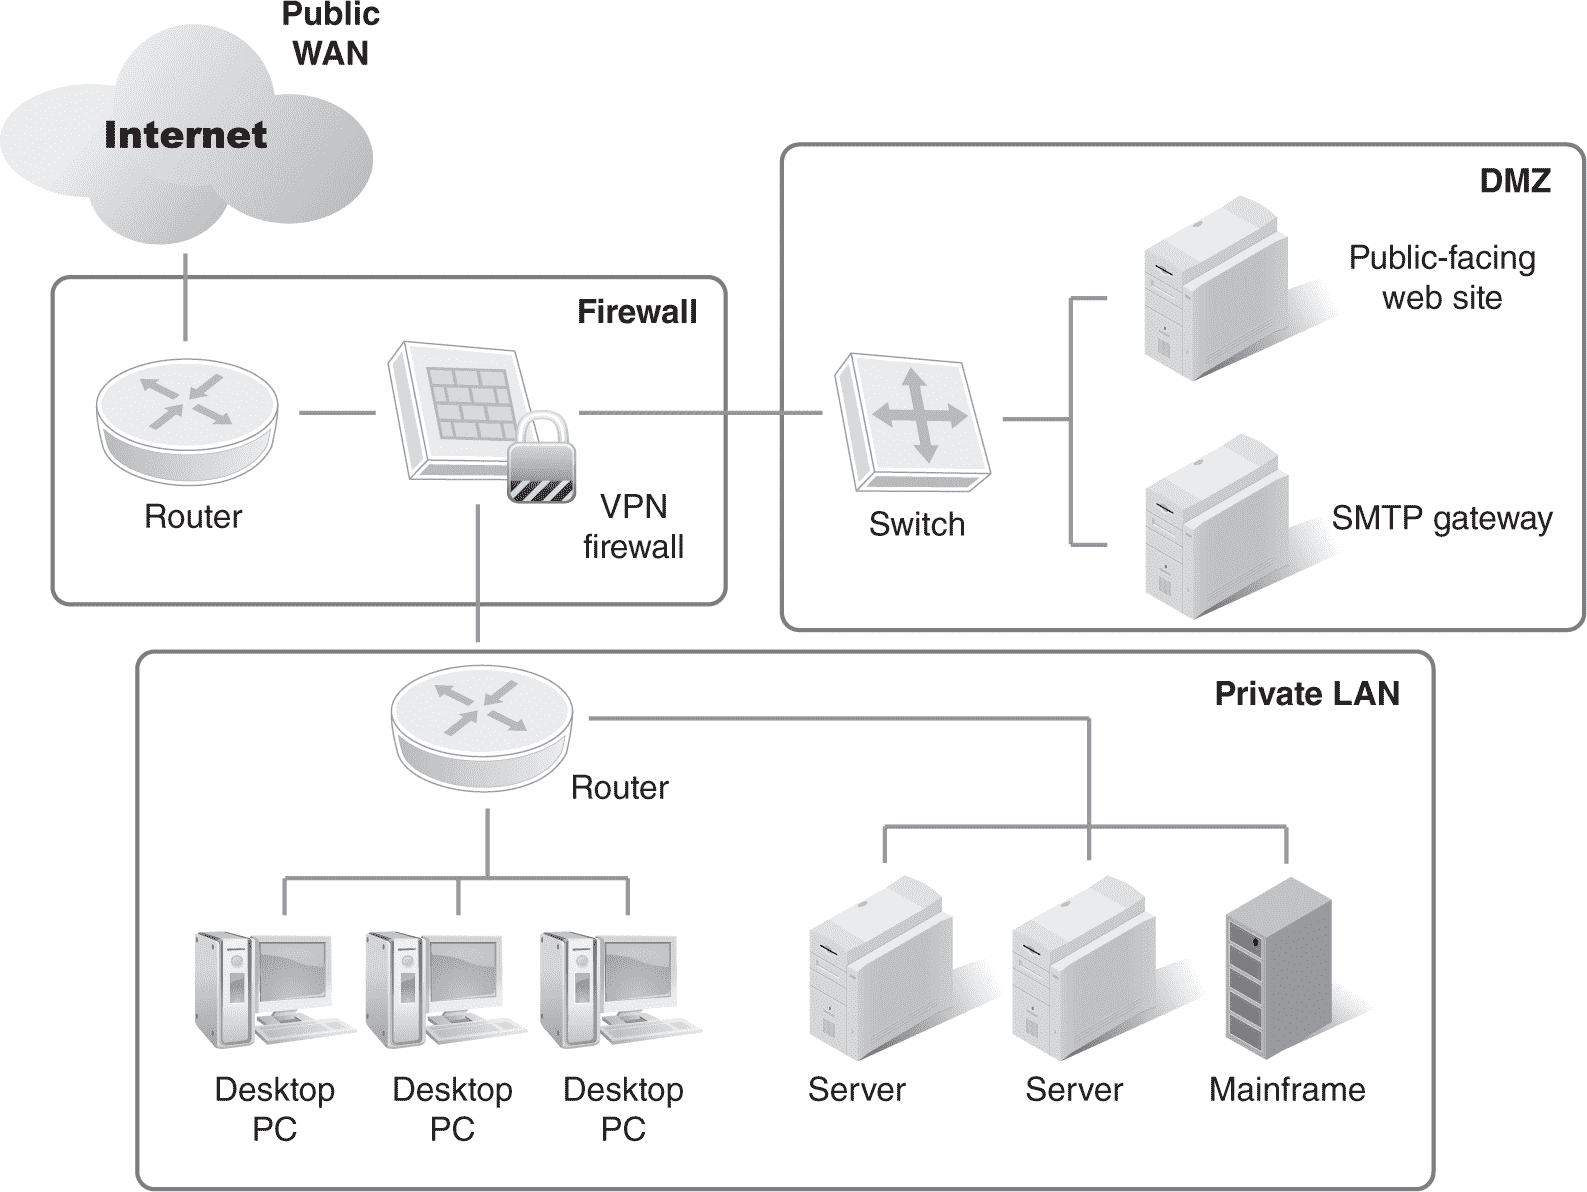 Public
WAN
Internet
DMZ
Public-facing
web site
Firewall
Router
VPN
firewall
Switch
SMTP gateway
Private LAN
Router
Desktop
PC
Desktop
PC
Desktop
PC
Server
Server
Mainframe